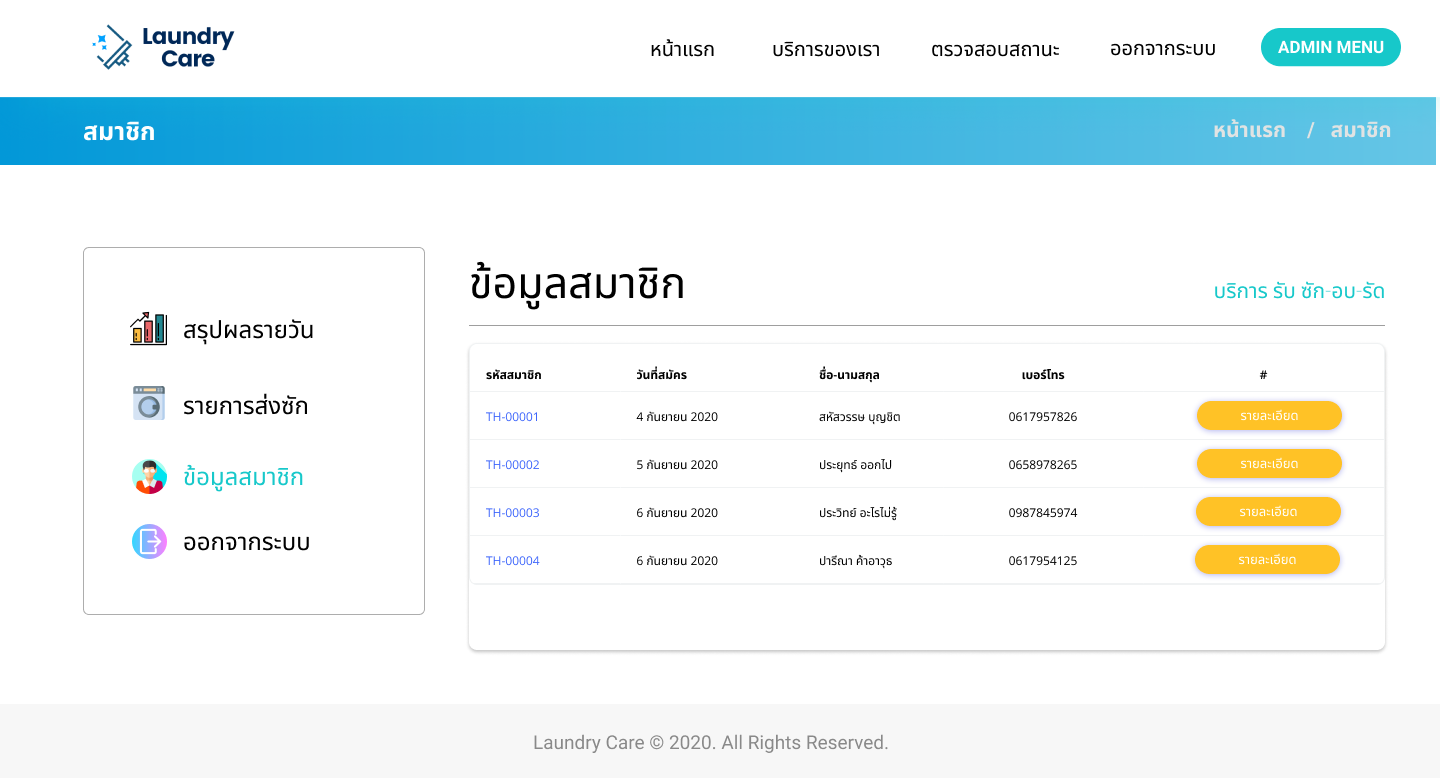 Laundry
Care
หน้าแรก บริการของเรา ตรวจสอบสถานะ ออกจากระบบ ADMIN MENU
สมาชิก หน้าแรก / สมาชิก
สรุปผลรายวัน
รายการส่งซัก
ข้อมูลสมาชิก
ออกจากระบบ
ข้อมูลสมาชิก บริการ รับ ซัก-อบ-รัด
รหัสสมาชิก วันที่สมัคร ชื่อ-นามสกุล เบอร์โทร #
TH-00001 4 กันยายน 2020 สหัสวรรษ บุญชิต 0617957826 รายละเอียด
TH-00002 5 กันยายน 2020 ประยุทธ์ ออกไป 0658978265 รายละเอียด
TH-00003 6 กันยายน 2020 ประวิทย์ อะไรไม่รู้ 0987845974 รายละเอียด
TH-00004 6 กันยายน 2020 ปารีณา ค้าอาวุธ 0617954125 รายละเอียด
Laundry Care © 2020. All Rights Reserved.